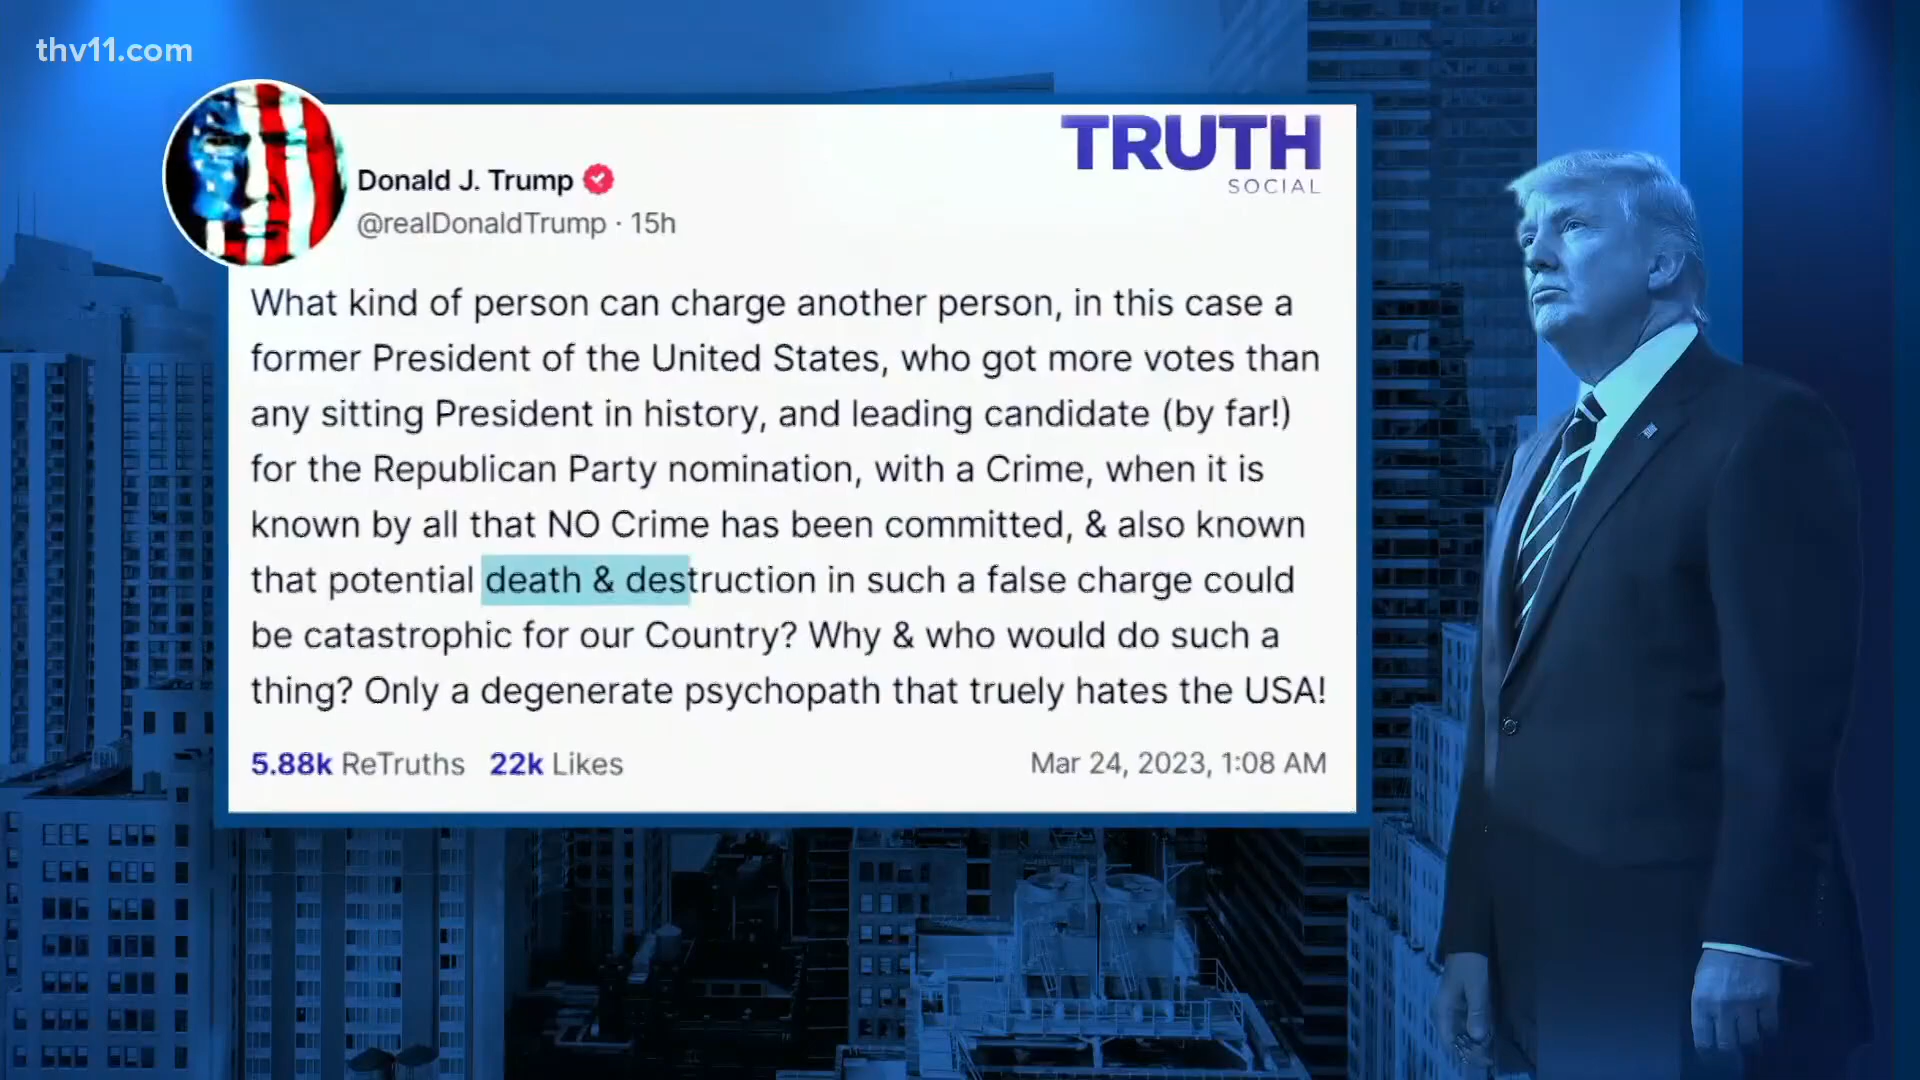 thv11.com
TRUTH
SOCIAL
Donald J. Trump
@realDonaldTrump · 15h
What kind of person can charge another person, in this case a
former President of the United States, who got more votes than
any sitting President in history, and leading candidate (by far!)
for the Republican Party nomination, with a Crime, when it is
known by all that NO Crime has been committed, & also known
that potential death & destruction in such a false charge could
be catastrophic for our Country? Why & who would do such a
thing? Only a degenerate psychopath that truely hates the USA!
5.88k ReTruths 22k Likes
Mar 24, 2023, 1:08 AM